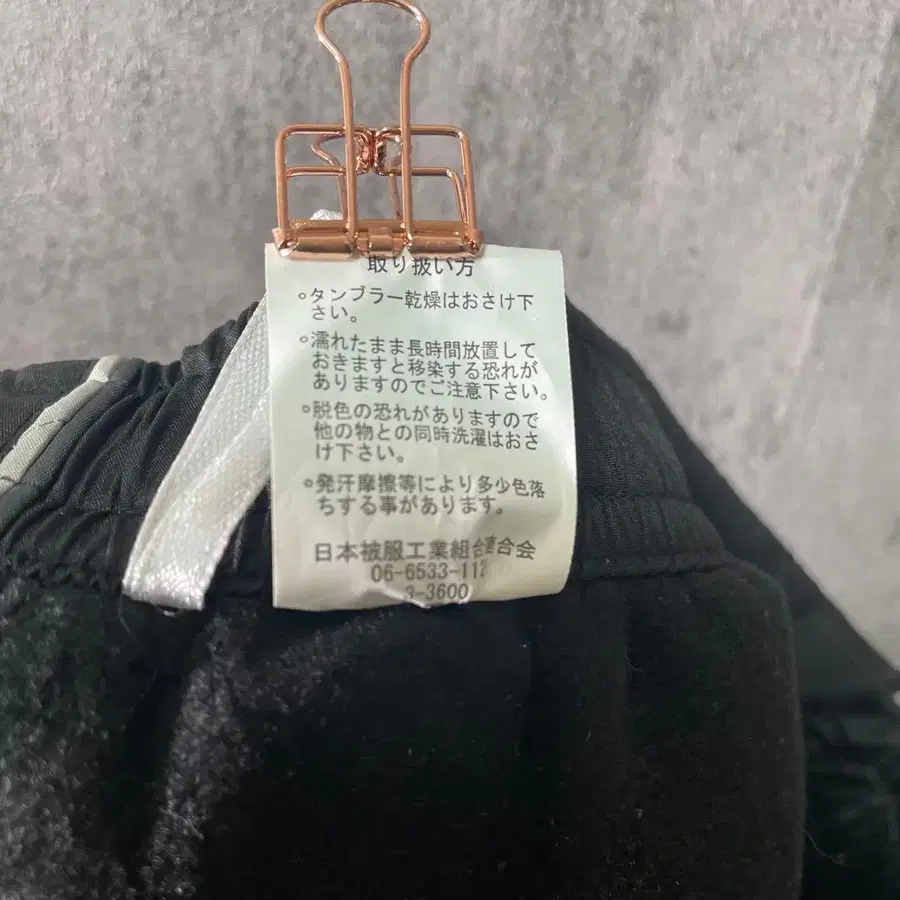 取り扱い方
○タンブラー乾燥はおさけ下
さい。
○濡れたまま長時間放置して
おきますと移染する恐れが
ありますのでご注意下さい。
○脱色の恐れがありますので
他の物との同時洗濯はおさ
け下さい。
○発汗摩擦等により多少色落
ちする事があります。
日本被服工業組合連合会
06-6533-112
3-3600